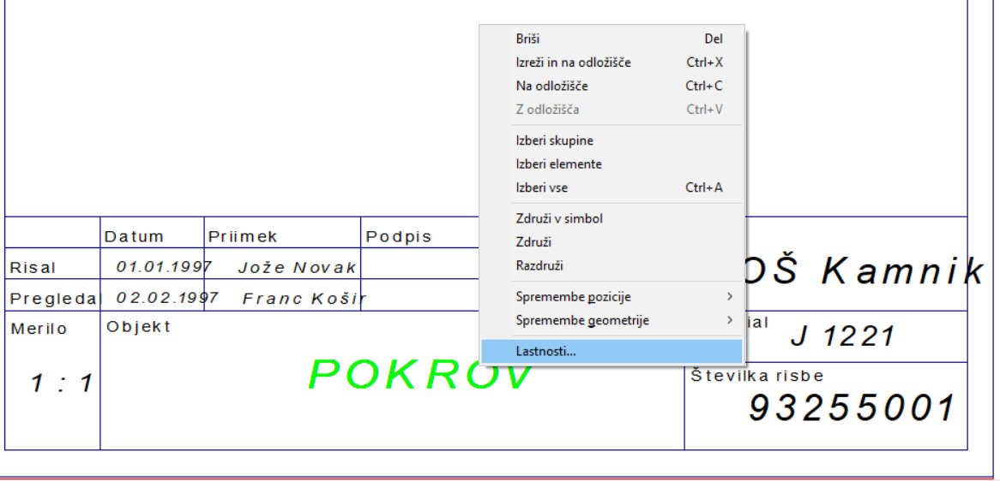 Briši Del
Izreži in na odložišče Ctrl+X
Na odložišče Ctrl+C
Z odložišča Ctrl+V
Izberi skupine
Izberi elemente
Izberi vse Ctrl+A
Združi v simbol
Združi
Razdruži
Spremembe pozicije >
Spremembe geometrije >
Lastnosti...
Datum Priimek Podpis
Risal 01.01.1997 Jože Novak
OŠ Kamnik
Pregledal 02.02.1997 Franc Košir
Merilo Objekt
ial J 1221
1 : 1 POKROV
Številka risbe
93255001